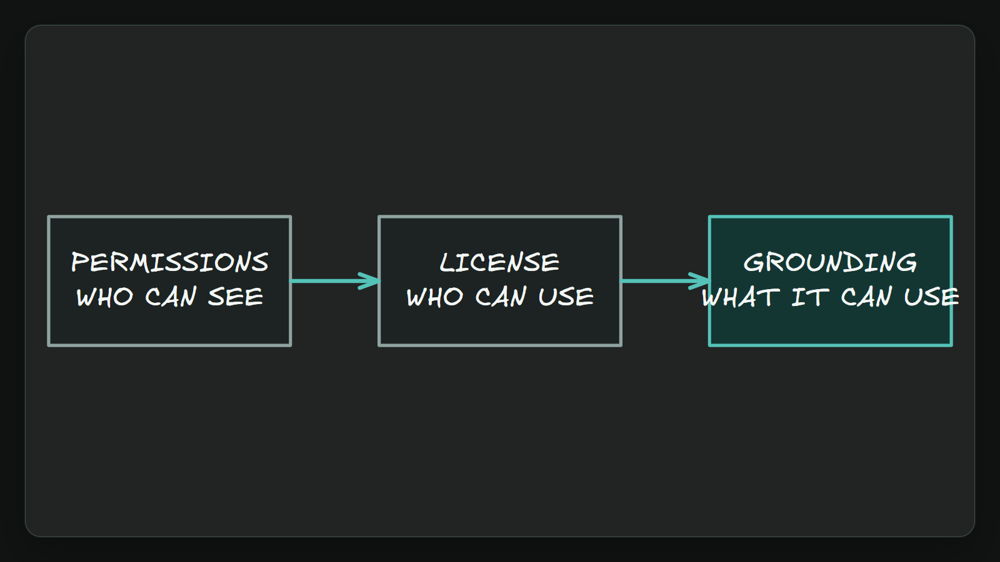 PERMISSIONS
WHO CAN SEE
LICENSE
WHO CAN USE
GROUNDING
WHAT IT CAN USE